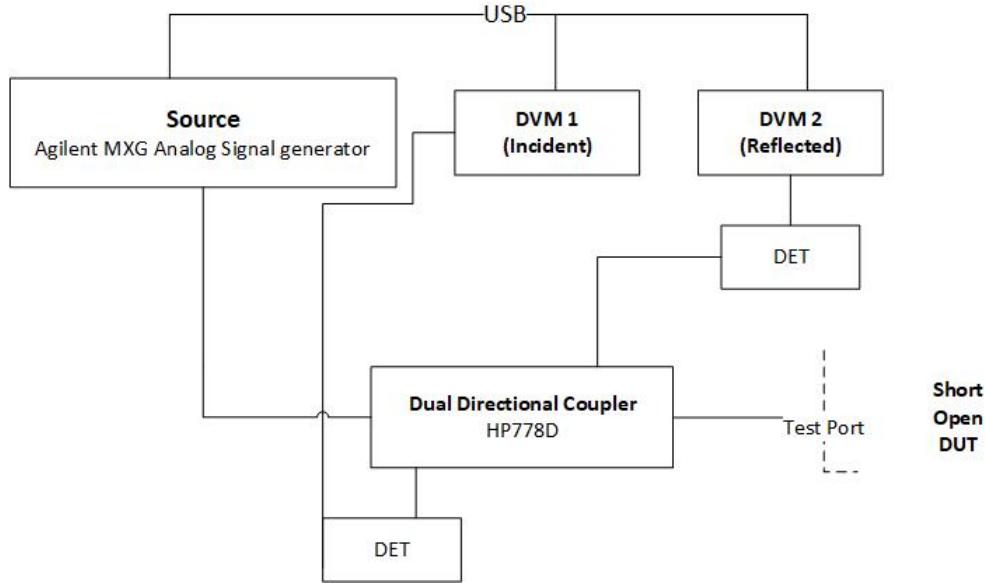 USB
Source
Agilent MXG Analog Signal generator
DVM 1
(Incident)
DVM 2
(Reflected)
DET
Dual Directional Coupler
HP778D
Test Port
Short
Open
DUT
DET